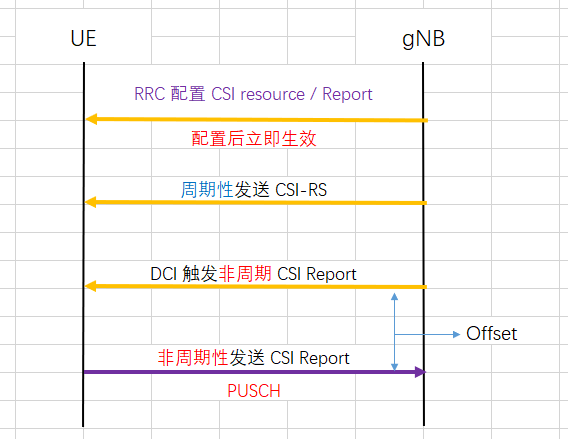 UE
gNB
RRC 配置 CSI resource / Report
配置后立即生效
周期性发送 CSI-RS
DCI 触发非周期 CSI Report
Offset
非周期性发送 CSI Report
PUSCH